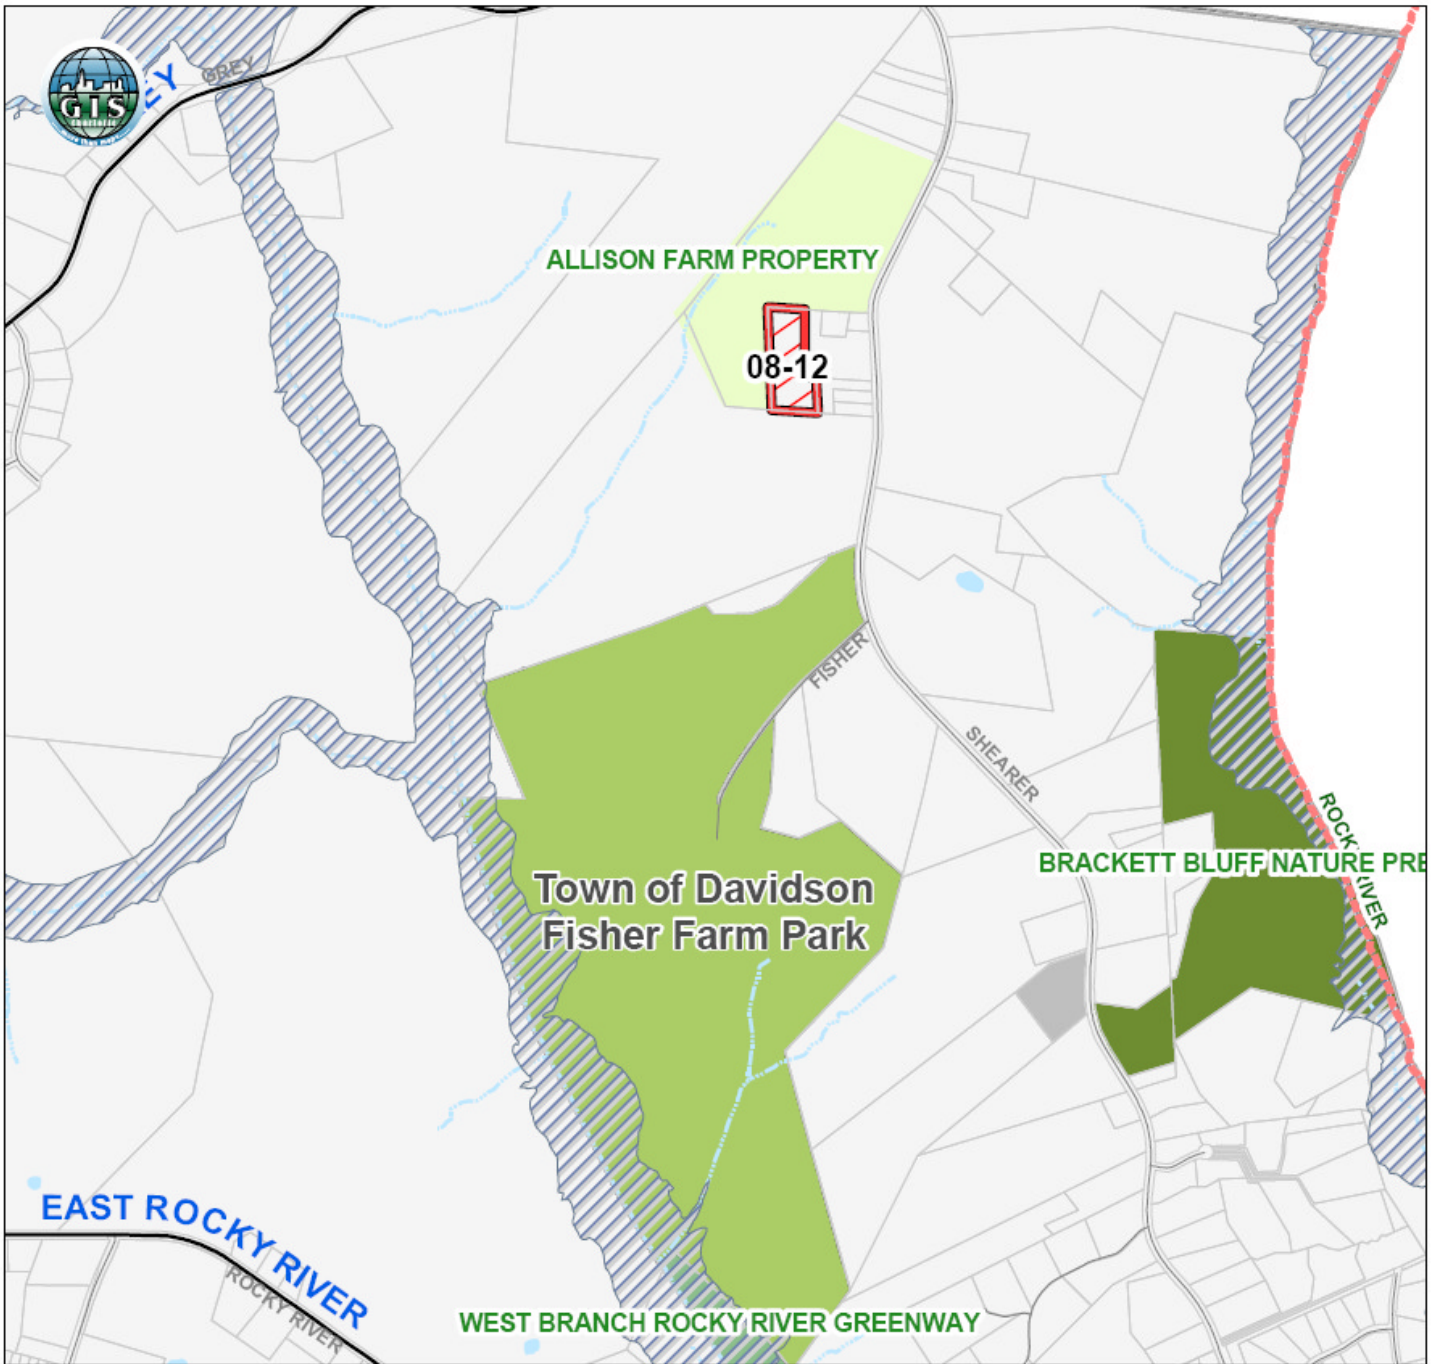 GREY
EY
GIS
ALLISON FARM PROPERTY
08-12
FISHER
SHEARER
ROCKY RIVER
BRACKETT BLUFF NATURE PRE
Town of Davidson
Fisher Farm Park
EAST ROCKY RIVER
ROCKY RIVER
WEST BRANCH ROCKY RIVER GREENWAY